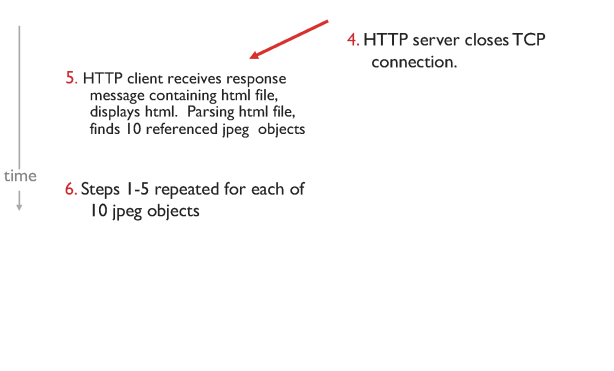 4. HTTP server closes TCP
connection.
5. HTTP client receives response
message containing html file,
displays html. Parsing html file,
finds 10 referenced jpeg objects
time
6. Steps 1-5 repeated for each of
10 jpeg objects